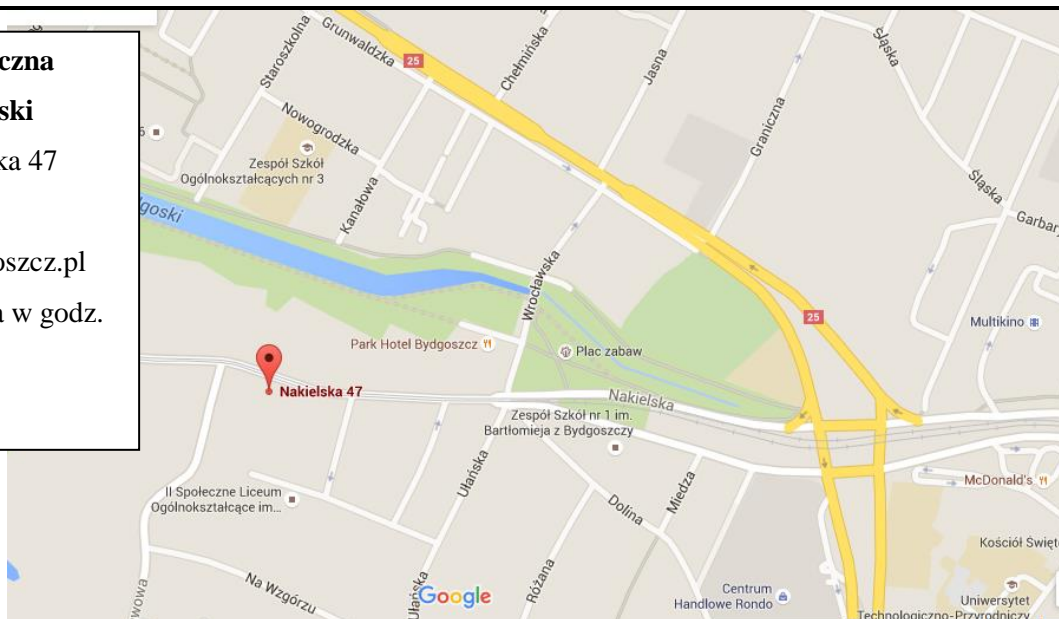 czna
ski
ka 47
oszcz.pl
a w godz.
Grunwaldzka
25
Staroszkolna
Chełmińska
Jasna
Śląska
Graniczna
Nowogrodzka
Zespół Szkół
Ogólnokształcących nr 3
Kanałowa
goski
Śląska
Garbary
Wrocławska
25
Multikino
Park Hotel Bydgoszcz
Plac zabaw
Nakielska 47
Nakielska
Zespół Szkół nr 1 im.
Bartłomieja z Bydgoszczy
Ułańska
McDonald's
II Społeczne Liceum
Ogólnokształcące im...
Miedza
Dolina
Kościół Święt
Na Wzgórzu
wowa
Ułańska
Google
Różana
Centrum
Handlowe Rondo
Uniwersytet
Technologiczno-Przyrodniczy